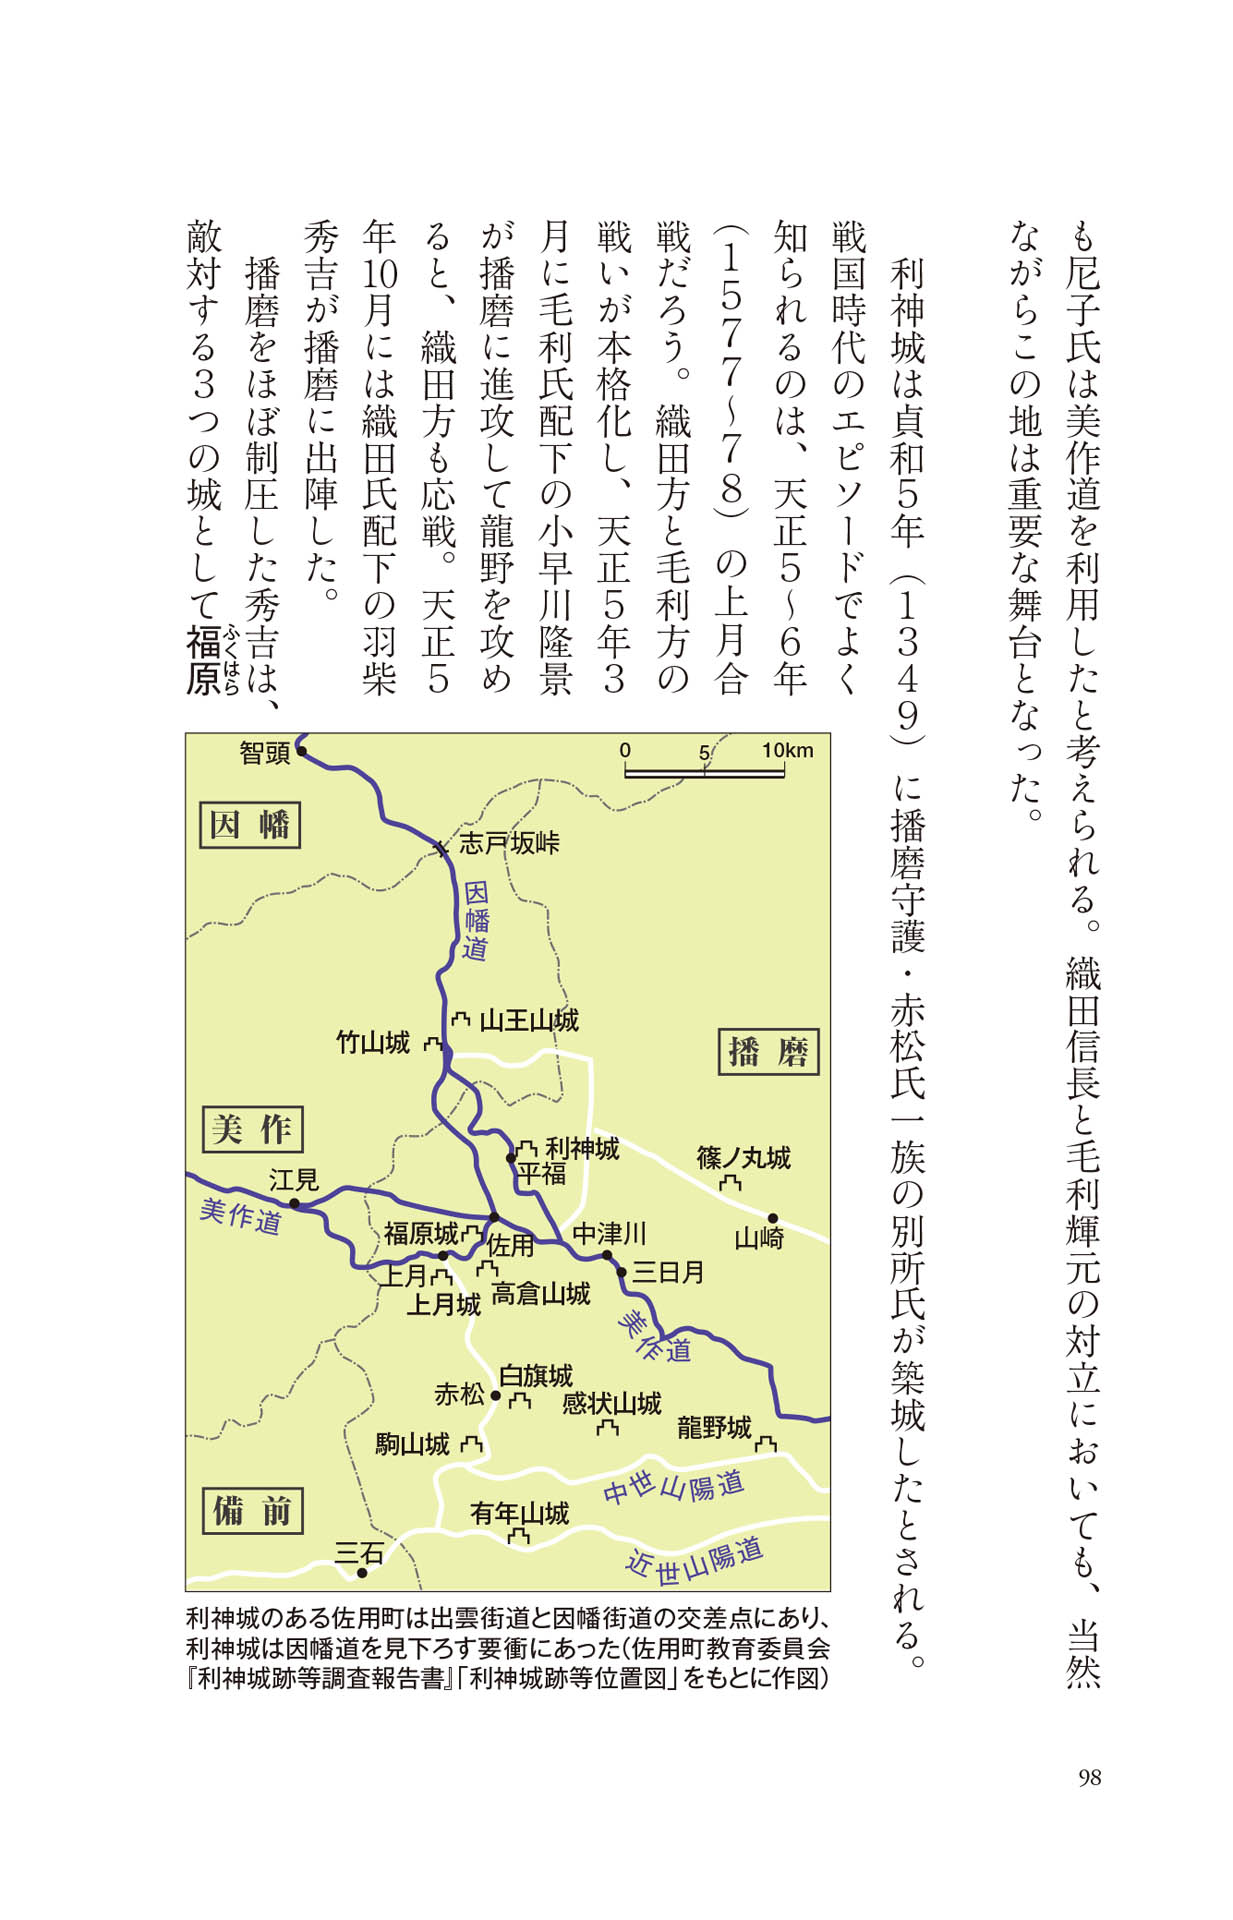 も尼子氏は美作道を利用したと考えられる。織田信長と毛利輝元の対立においても、当然
ながらこの地は重要な舞台となった。
利神城は貞和5年（1349）に播磨守護・赤松氏一族の別所氏が築城したとされる。
戦国時代のエピソードでよく
知られるのは、天正5～6年
（1577～78）の上月合
戦だろう。織田方と毛利方の
戦いが本格化し、天正5年3
月に毛利氏配下の小早川隆景
が播磨に進攻して龍野を攻め
ると、織田方も応戦。天正5
年10月には織田氏配下の羽柴
秀吉が播磨に出陣した。
播磨をほぼ制圧した秀吉は、
敵対する3つの城として福原
ふくはら
0 5 10km
智頭
因幡
志戸坂峠
因幡道
山王山城
竹山城
播磨
美作
利神城
平福
篠ノ丸城
江見
美作道
福原城
佐用
中津川
山崎
上月
上月城
高倉山城
三日月
美作道
白旗城
赤松
感状山城
龍野城
駒山城
中世山陽道
備前
有年山城
三石
近世山陽道
利神城のある佐用町は出雲街道と因幡街道の交差点にあり、
利神城は因幡道を見下ろす要衝にあった（佐用町教育委員会
『利神城跡等調査報告書』「利神城跡等位置図」をもとに作図）
98